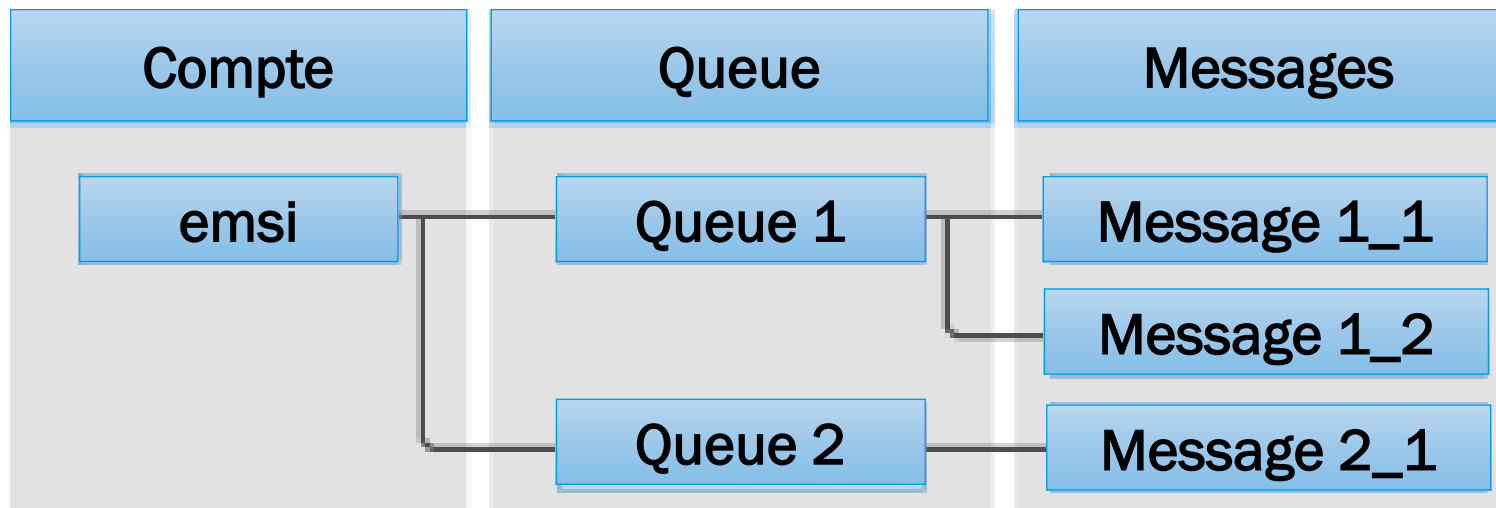 Compte
Queue
Messages
emsi
Queue 1
Message 1_1
Message 1_2
Queue 2
Message 2_1